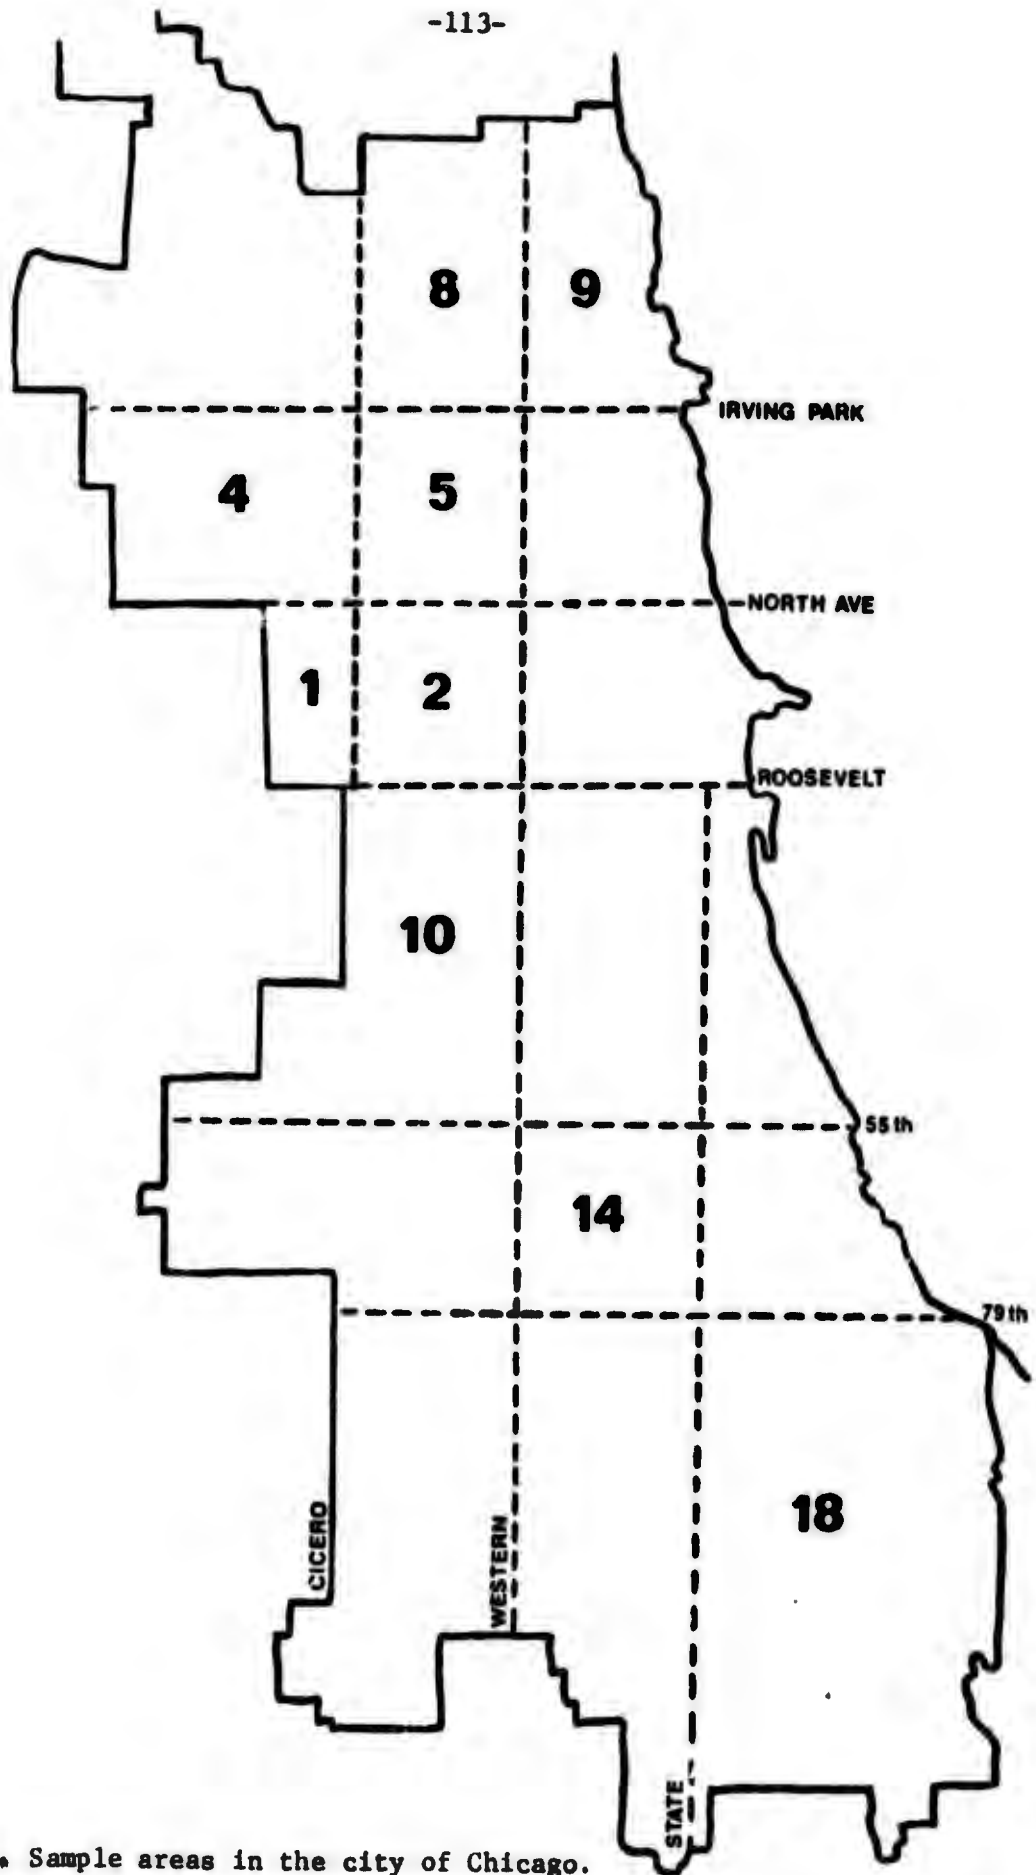 -113-
8
9
IRVING PARK
4
5
NORTH AVE
1
2
ROOSEVELT
10
55th
14
79th
18
CICERO
WESTERN
STATE
Sample areas in the city of Chicago.